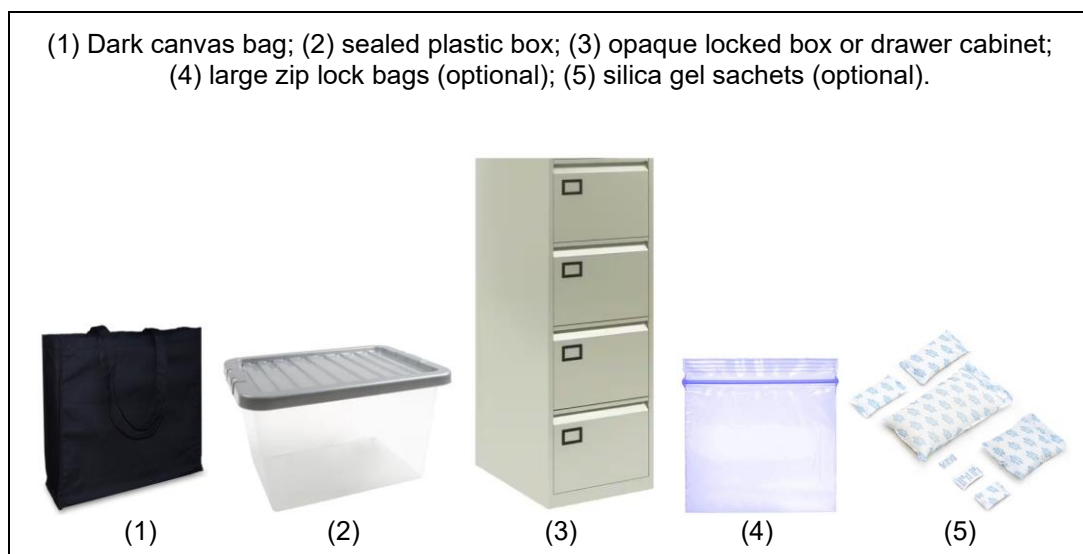 (1) Dark canvas bag; (2) sealed plastic box; (3) opaque locked box or drawer cabinet;
(4) large zip lock bags (optional); (5) silica gel sachets (optional).
(1)
(2)
(3)
(4)
(5)